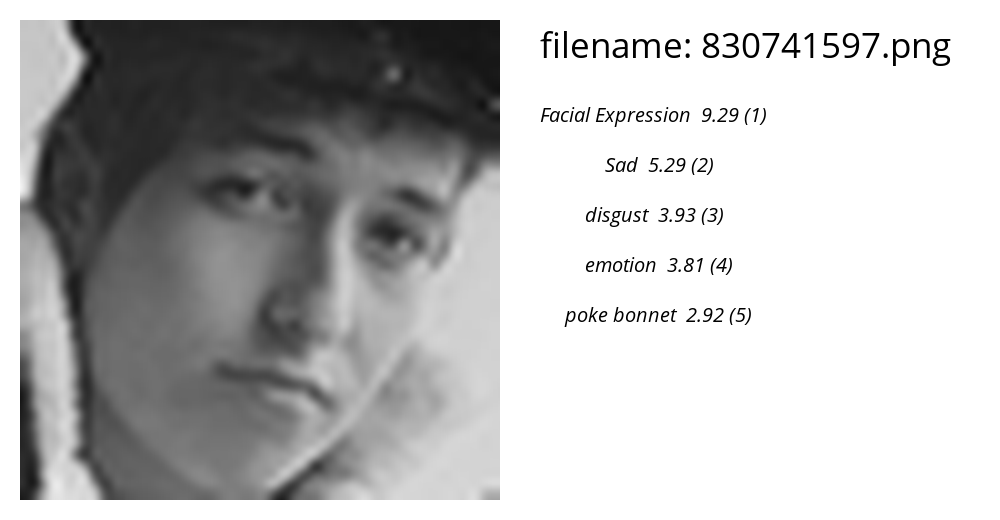 filename: 830741597.png
Facial Expression 9.29 (1)
Sad 5.29 (2)
disgust 3.93 (3)
emotion 3.81 (4)
poke bonnet 2.92 (5)